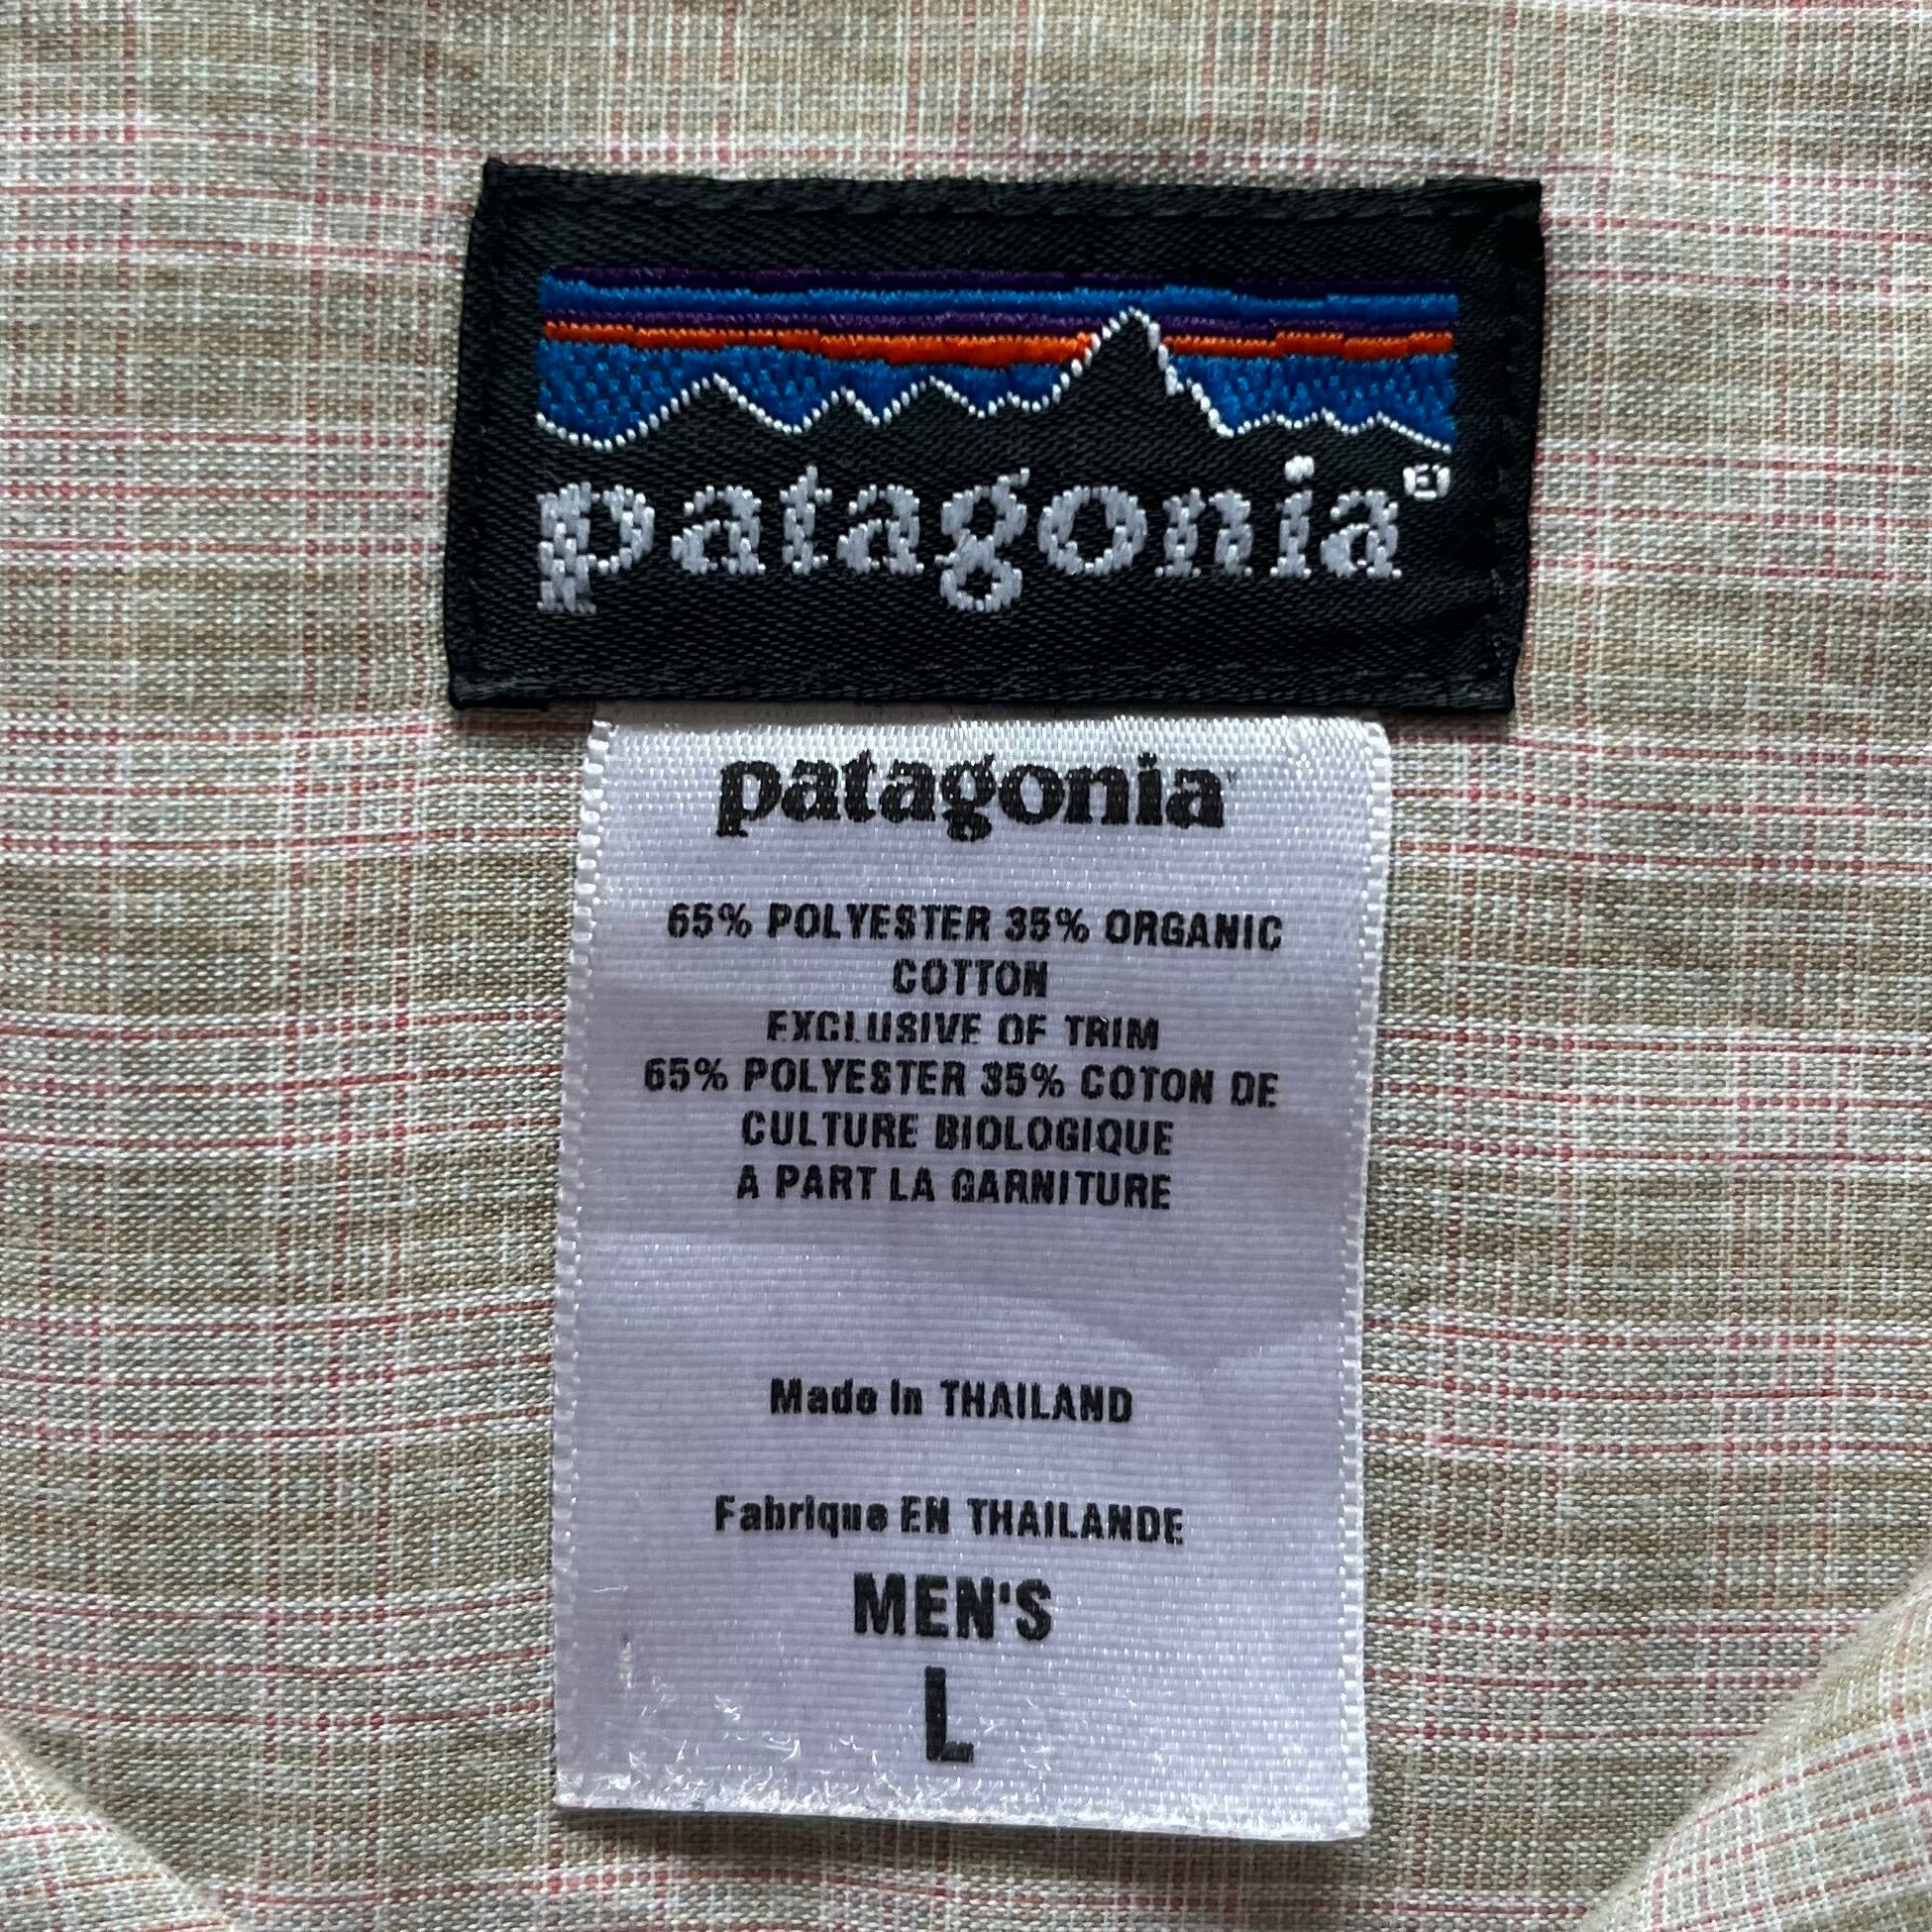 patagonia®
patagonia
65% POLYESTER 35% ORGANIC
COTTON
EXCLUSIVE OF TRIM
65% POLYESTER 35% COTON DE
CULTURE BIOLOGIQUE
A PART LA GARNITURE
Made In THAILAND
Fabrique EN THAILANDE
MEN'S
L